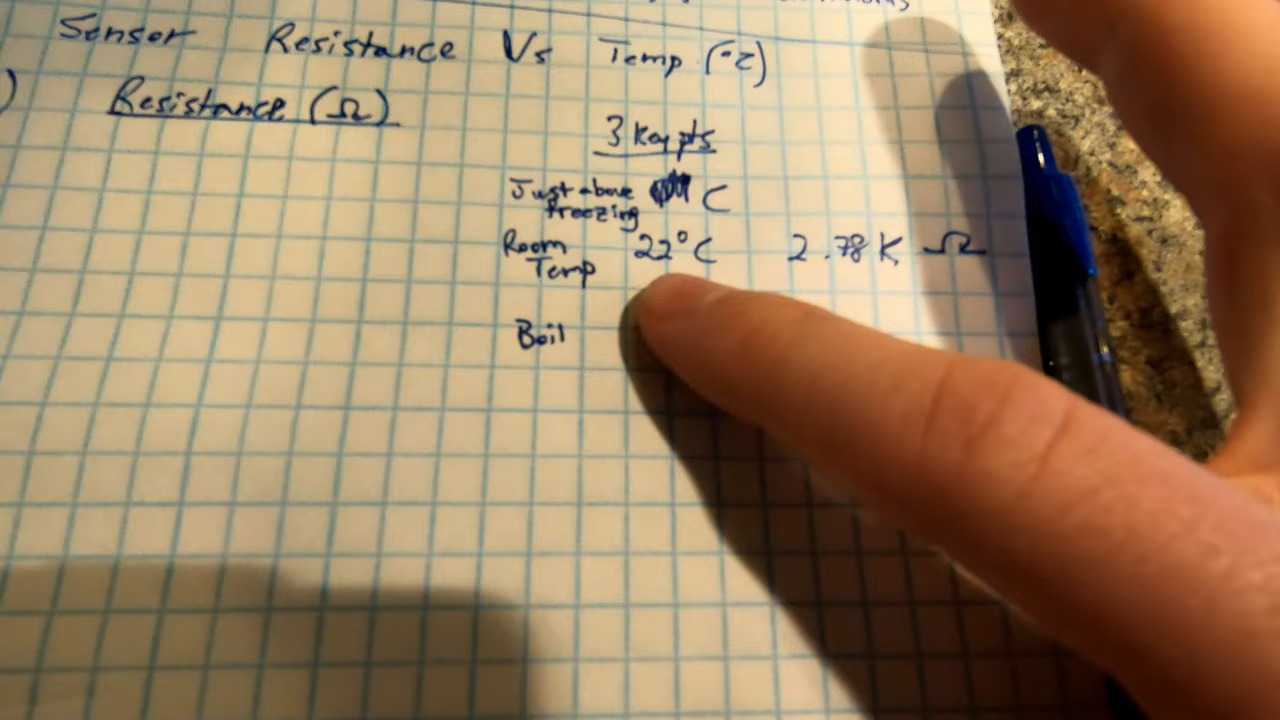 Sensor Resistance Vs Temp (°C)
) Resistance (Ω)
3 Key pts
Just above C
freezing
Room 22°C 2.78 K Ω
Temp
Boil